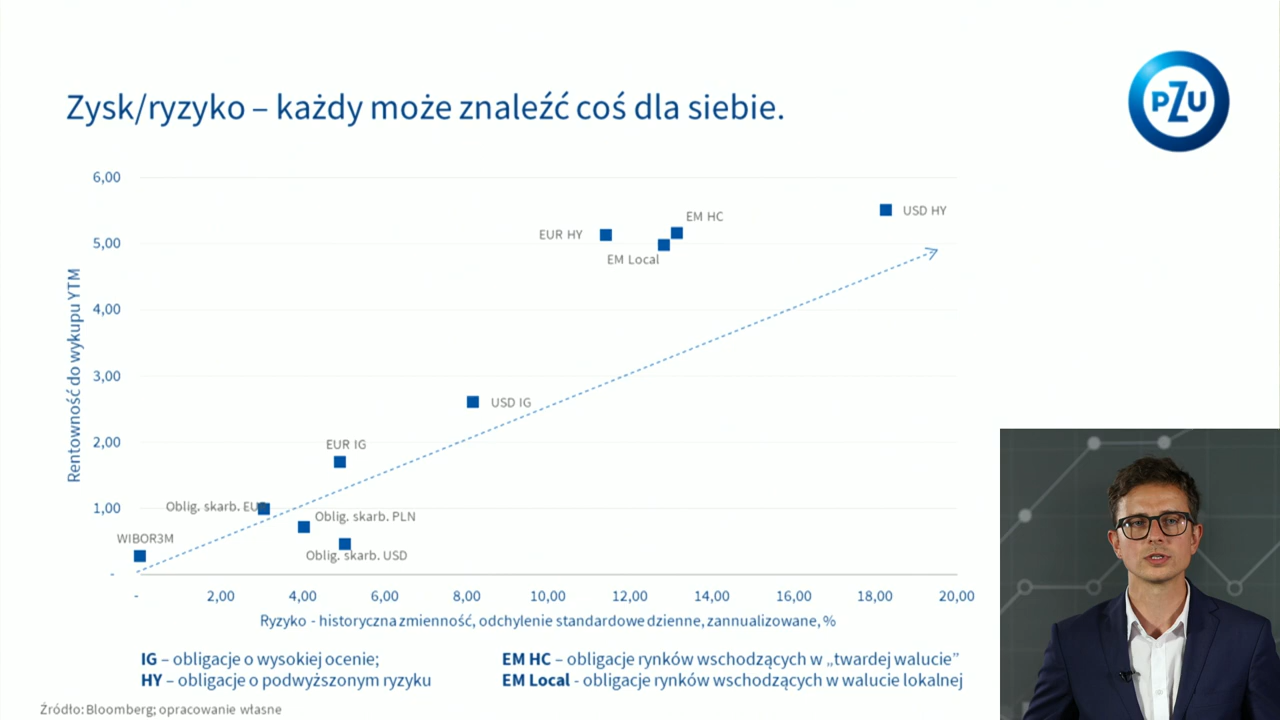 PZU
Zysk/ryzyko – każdy może znaleźć coś dla siebie.
Rentowność do wykupu YTM
6,00
5,00
4,00
3,00
2,00
1,00
-
USD HY
EM HC
EUR HY
EM Local
USD IG
EUR IG
Oblig. skarb. EUR
Oblig. skarb. PLN
WIBOR3M
Oblig. skarb. USD
- 2,00 4,00 6,00 8,00 10,00 12,00 14,00 16,00 18,00 20,00
Ryzyko - historyczna zmienność, odchylenie standardowe dzienne, zannualizowane, %
IG – obligacje o wysokiej ocenie;
HY – obligacje o podwyższonym ryzyku
EM HC – obligacje rynków wschodzących w „twardej walucie”
EM Local - obligacje rynków wschodzących w walucie lokalnej
Źródło: Bloomberg; opracowanie własne